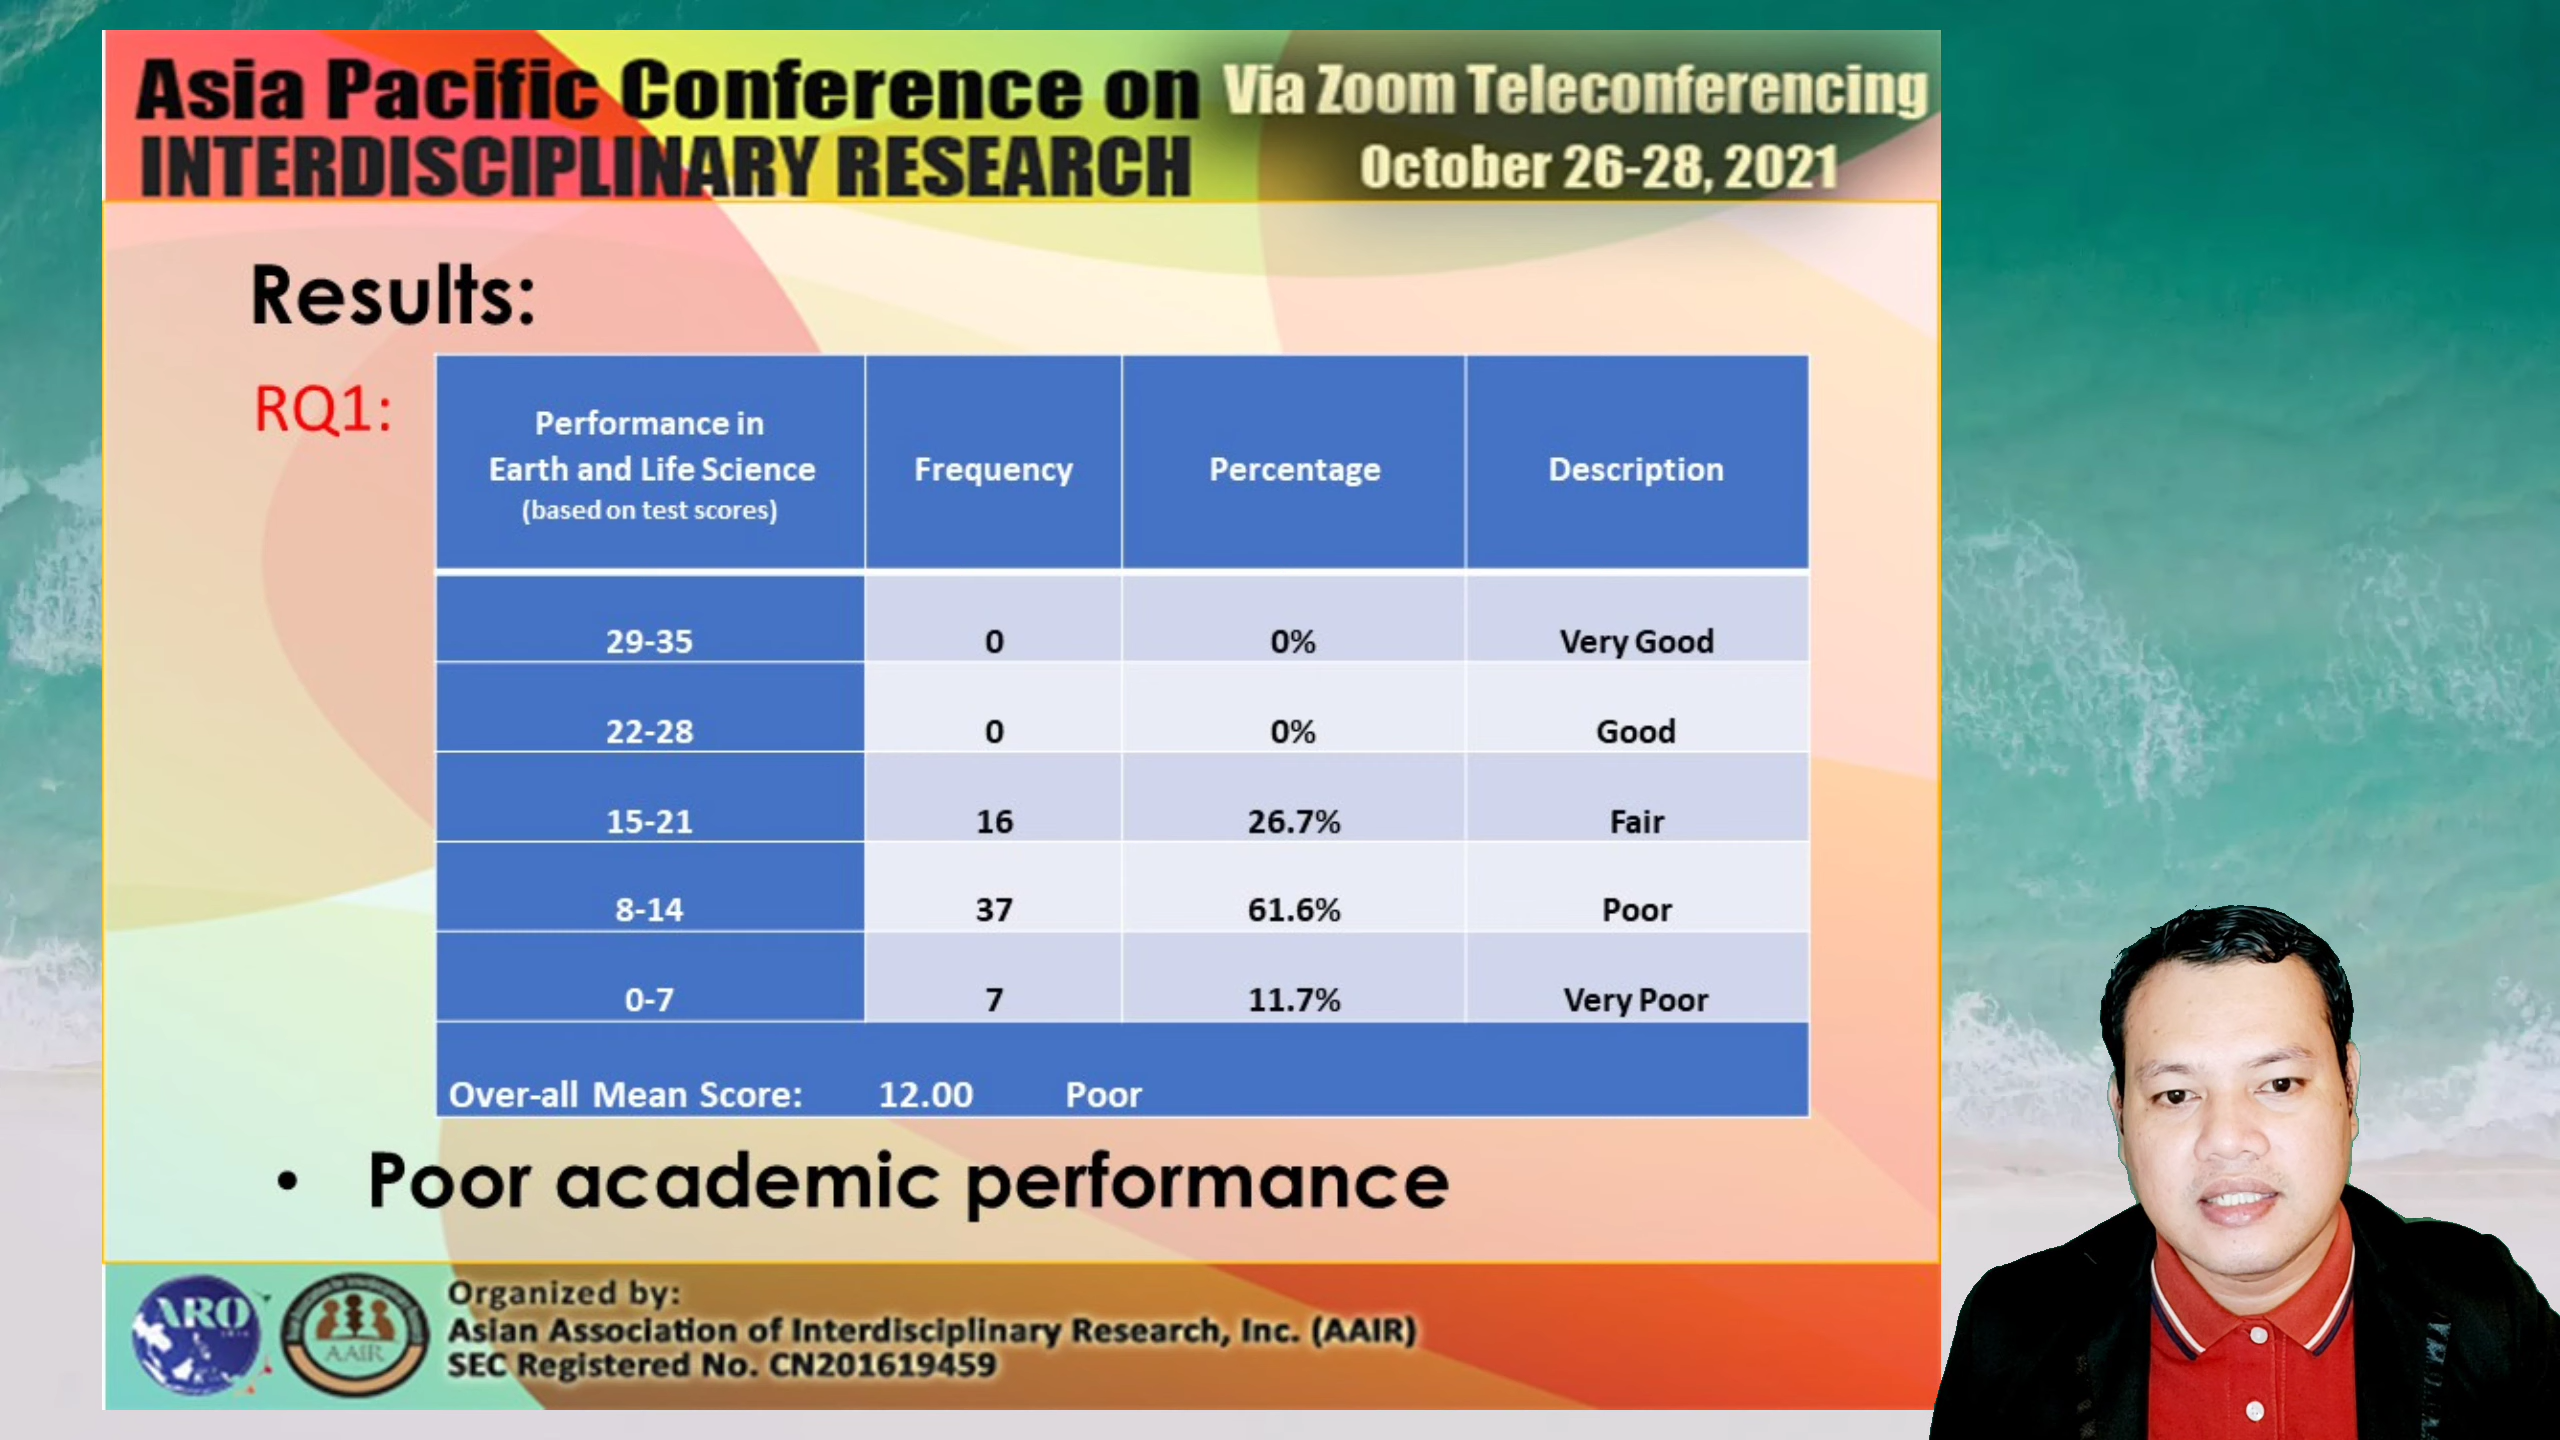 Asia Pacific Conference on
INTERDISCIPLINARY RESEARCH
Via Zoom Teleconferencing
October 26-28, 2021
Results:
RQ1:
Performance in
Earth and Life Science
(based on test scores)
Frequency
Percentage
Description
29-35 0 0% Very Good
22-28 0 0% Good
15-21 16 26.7% Fair
8-14 37 61.6% Poor
0-7 7 11.7% Very Poor
Over-all Mean Score: 12.00 Poor
• Poor academic performance
ARO
AAIR
Organized by:
Asian Association of Interdisciplinary Research, Inc. (AAIR)
SEC Registered No. CN201619459